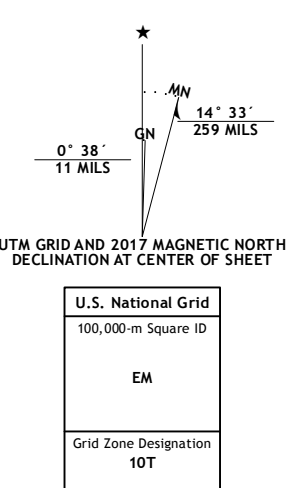 MN
14° 33´
259 MILS
GN
0° 38´
11 MILS
UTM GRID AND 2017 MAGNETIC NORTH
DECLINATION AT CENTER OF SHEET
U.S. National Grid
100,000-m Square ID
EM
Grid Zone Designation
10T